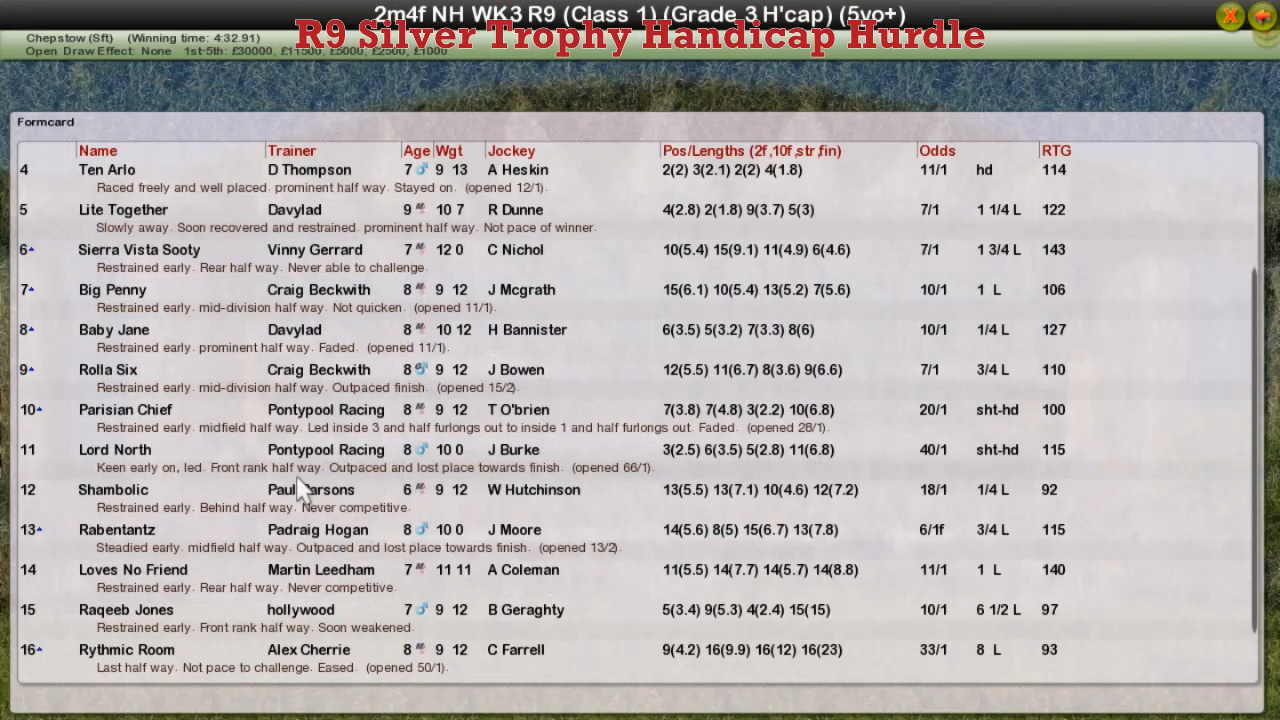 2m4f NH WK3 R9 (Class 1) (Grade 3 H'cap) (5yo+)
R9 Silver Trophy Handicap Hurdle
Chepstow (Sft) (Winning time: 4:32.91)
Open Draw Effect: None 1st-5th: £30000, £11500, £5000, £2500, £1000
Formcard
Name Trainer Age Wgt Jockey Pos/Lengths (2f,10f,str,fin) Odds RTG
4 Ten Arlo D Thompson 7 9 13 A Heskin 2(2) 3(2.1) 2(2) 4(1.8) 11/1 hd 114
Raced freely and well placed. prominent half way. Stayed on. (opened 12/1).
5 Lite Together Davylad 9 10 7 R Dunne 4(2.8) 2(1.8) 9(3.7) 5(3) 7/1 1 1/4 L 122
Slowly away. Soon recovered and restrained. prominent half way. Not pace of winner.
6 Sierra Vista Sooty Vinny Gerrard 7 12 0 C Nichol 10(5.4) 15(9.1) 11(4.9) 6(4.6) 7/1 1 3/4 L 143
Restrained early. Rear half way. Never able to challenge.
7 Big Penny Craig Beckwith 8 9 12 J Mcgrath 15(6.1) 10(5.4) 13(5.2) 7(5.6) 10/1 1 L 106
Restrained early. mid-division half way. Not quicken. (opened 11/1).
8 Baby Jane Davylad 8 10 12 H Bannister 6(3.5) 5(3.2) 7(3.3) 8(6) 10/1 1/4 L 127
Restrained early. prominent half way. Faded. (opened 11/1).
9 Rolla Six Craig Beckwith 8 9 12 J Bowen 12(5.5) 11(6.7) 8(3.6) 9(6.6) 7/1 3/4 L 110
Restrained early. mid-division half way. Outpaced finish. (opened 15/2).
10 Parisian Chief Pontypool Racing 8 9 12 T O'brien 7(3.8) 7(4.8) 3(2.2) 10(6.8) 20/1 sht-hd 100
Restrained early. midfield half way. Led inside 3 and half furlongs out to inside 1 and half furlongs out. Faded. (opened 28/1).
11 Lord North Pontypool Racing 8 10 0 J Burke 3(2.5) 6(3.5) 5(2.8) 11(6.8) 40/1 sht-hd 115
Keen early on, led. Front rank half way. Outpaced and lost place towards finish. (opened 66/1).
12 Shambolic Paul Parsons 6 9 12 W Hutchinson 13(5.5) 13(7.1) 10(4.6) 12(7.2) 18/1 1/4 L 92
Restrained early. Behind half way. Never competitive.
13 Rabentantz Padraig Hogan 8 10 0 J Moore 14(5.6) 8(5) 15(6.7) 13(7.8) 6/1f 3/4 L 115
Steadied early. midfield half way. Outpaced and lost place towards finish. (opened 13/2).
14 Loves No Friend Martin Leedham 7 11 11 A Coleman 11(5.5) 14(7.7) 14(5.7) 14(8.8) 11/1 1 L 140
Restrained early. Rear half way. Never competitive.
15 Raqeeb Jones hollywood 7 9 12 B Geraghty 5(3.4) 9(5.3) 4(2.4) 15(15) 10/1 6 1/2 L 97
Restrained early. Front rank half way. Soon weakened.
16 Rythmic Room Alex Cherrie 8 9 12 C Farrell 9(4.2) 16(9.9) 16(12) 16(23) 33/1 8 L 93
Last half way. Not pace to challenge. Eased. (opened 50/1).